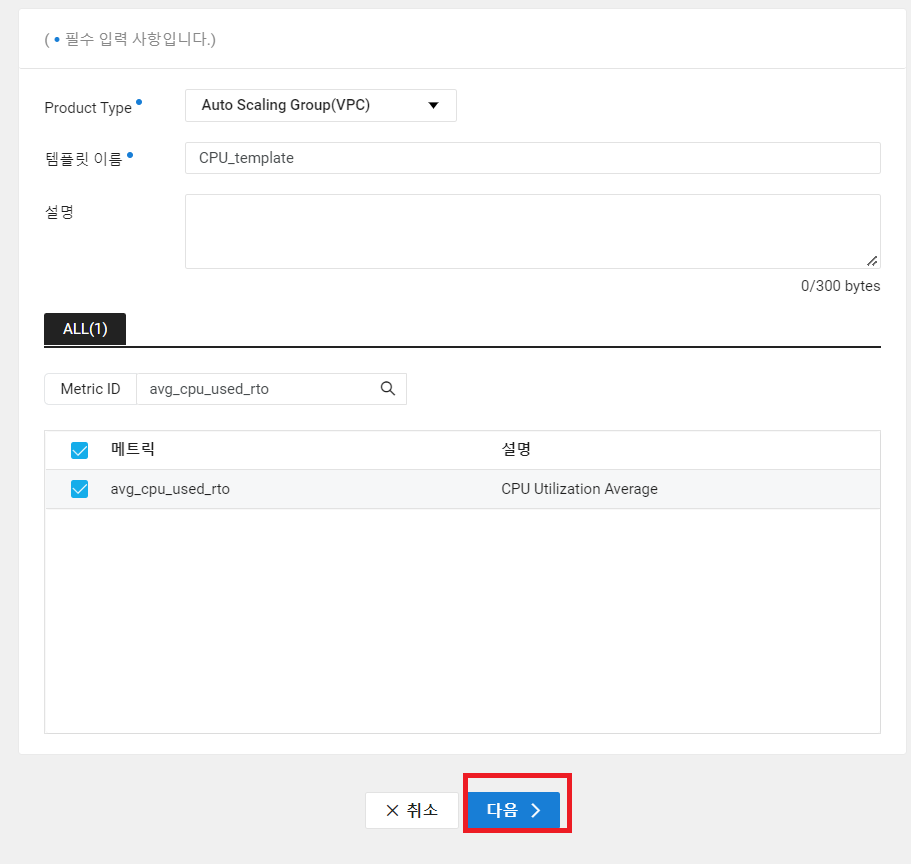 ( • 필수 입력 사항입니다.)
Product Type • Auto Scaling Group(VPC)
템플릿 이름 • CPU_template
설명
0/300 bytes
ALL(1)
Metric ID avg_cpu_used_rto
메트릭 설명
avg_cpu_used_rto CPU Utilization Average
취소 다음